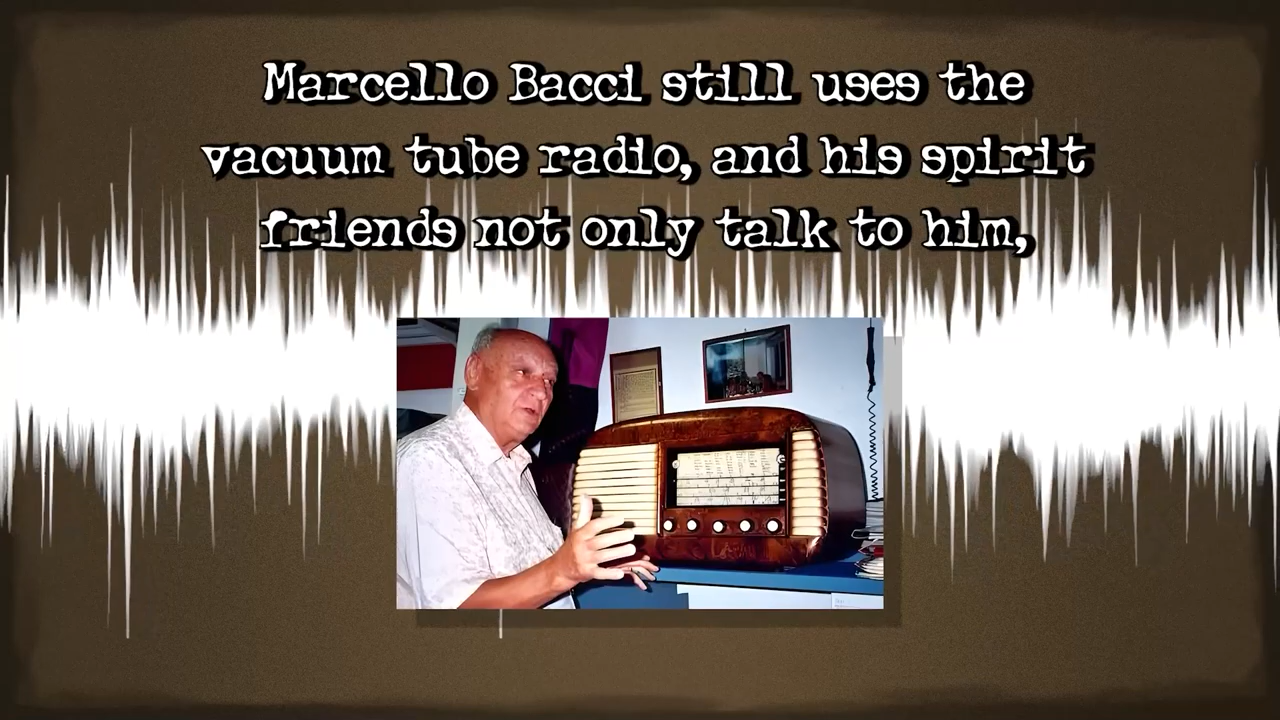 Marcello Bacci still uses the
vacuum tube radio, and his spirit
friends not only talk to him,